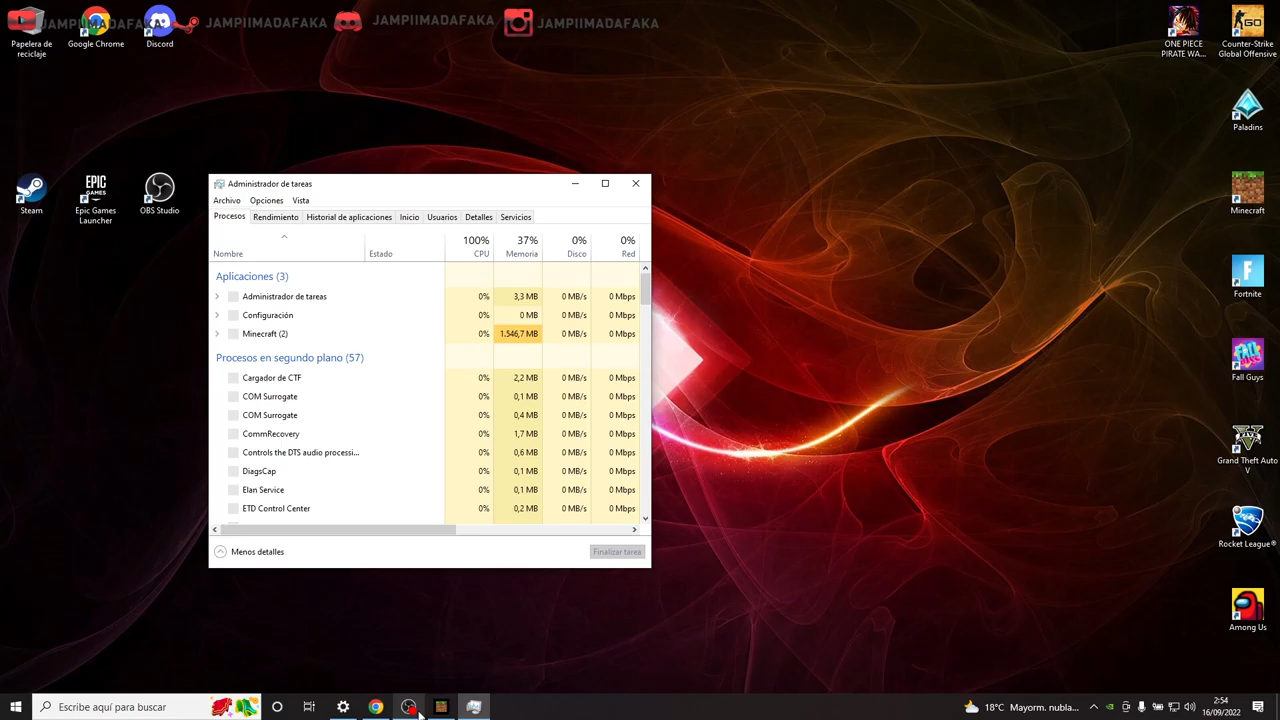 JAMPIIMADAFAKA
JAMPIIMADAFAKA
JAMPIIMADAFAKA
JAMPIIMADAFAKA
Papelera de reciclaje
Google Chrome
Discord
ONE PIECE PIRATE WA...
Counter-Strike Global Offensive
Paladins
Steam
EPIC GAMES
Epic Games Launcher
OBS Studio
Minecraft
Fortnite
FALL GUYS
Fall Guys
Grand Theft Auto V
Rocket League®
Among Us
Administrador de tareas
Archivo Opciones Vista
Procesos Rendimiento Historial de aplicaciones Inicio Usuarios Detalles Servicios
100% 37% 0% 0%
Nombre Estado CPU Memoria Disco Red
Aplicaciones (3)
Administrador de tareas 0% 3,3 MB 0 MB/s 0 Mbps
Configuración 0% 0 MB 0 MB/s 0 Mbps
Minecraft (2) 0% 1.546,7 MB 0 MB/s 0 Mbps
Procesos en segundo plano (57)
Cargador de CTF 0% 2,2 MB 0 MB/s 0 Mbps
COM Surrogate 0% 0,1 MB 0 MB/s 0 Mbps
COM Surrogate 0% 0,4 MB 0 MB/s 0 Mbps
CommRecovery 0% 1,7 MB 0 MB/s 0 Mbps
Controls the DTS audio processi... 0% 0,6 MB 0 MB/s 0 Mbps
DiagsCap 0% 0,1 MB 0 MB/s 0 Mbps
Elan Service 0% 0,1 MB 0 MB/s 0 Mbps
ETD Control Center 0% 0,2 MB 0 MB/s 0 Mbps
Menos detalles Finalizar tarea
Escribe aquí para buscar
18°C Mayorm. nubla...
2:54
16/09/2022